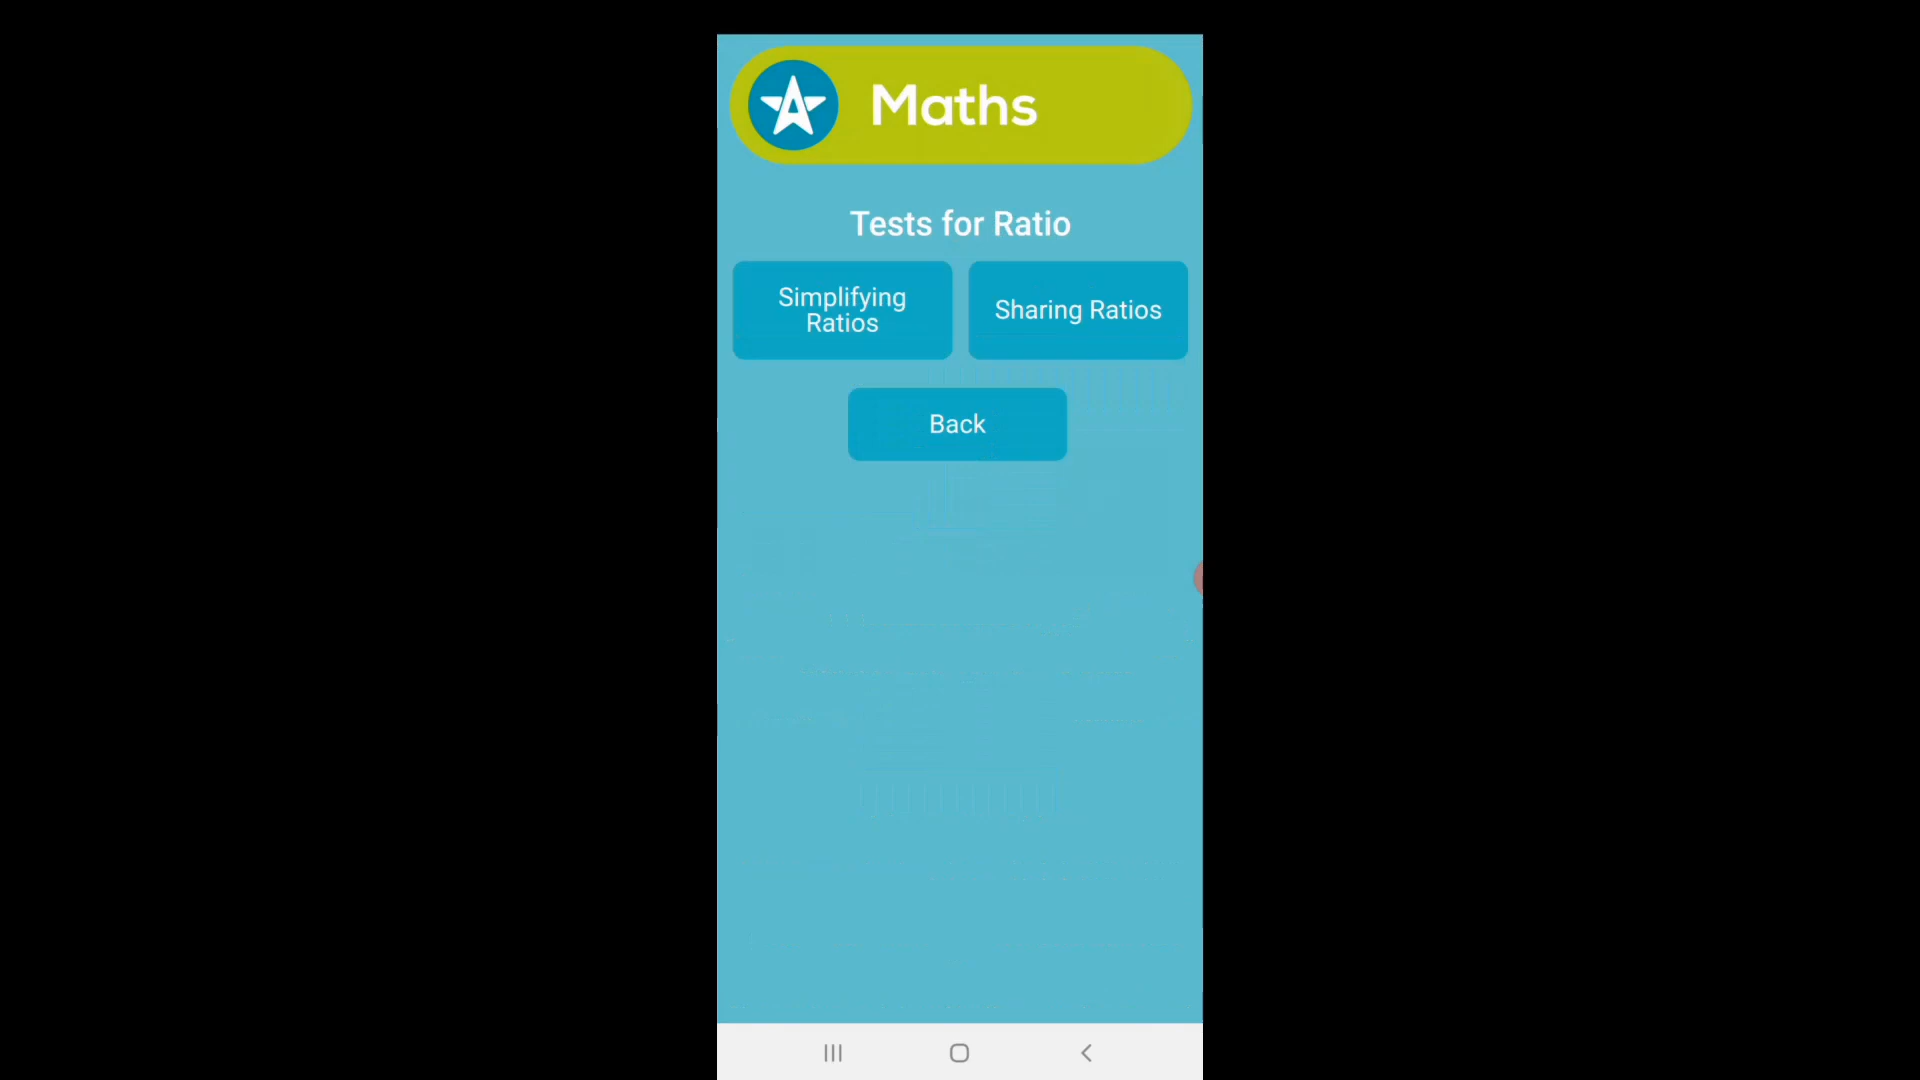 Maths
Tests for Ratio
Simplifying
Ratios
Sharing Ratios
Back